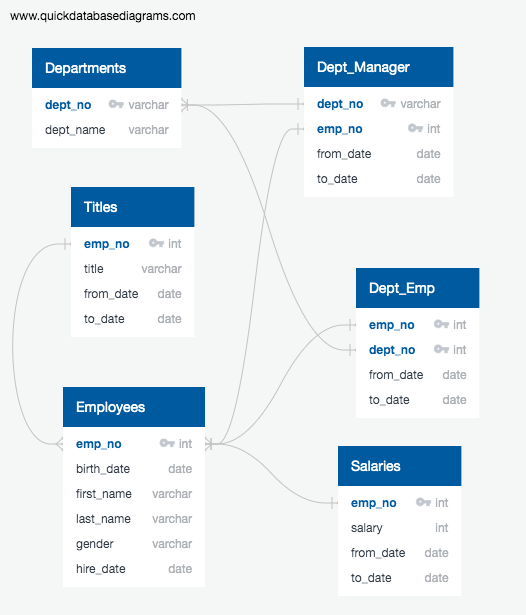 www.quickdatabasediagrams.com
Departments
dept_no varchar
dept_name varchar
Dept_Manager
dept_no varchar
emp_no int
from_date date
to_date date
Titles
emp_no int
title varchar
from_date date
to_date date
Dept_Emp
emp_no int
dept_no int
from_date date
to_date date
Employees
emp_no int
birth_date date
first_name varchar
last_name varchar
gender varchar
hire_date date
Salaries
emp_no int
salary int
from_date date
to_date date